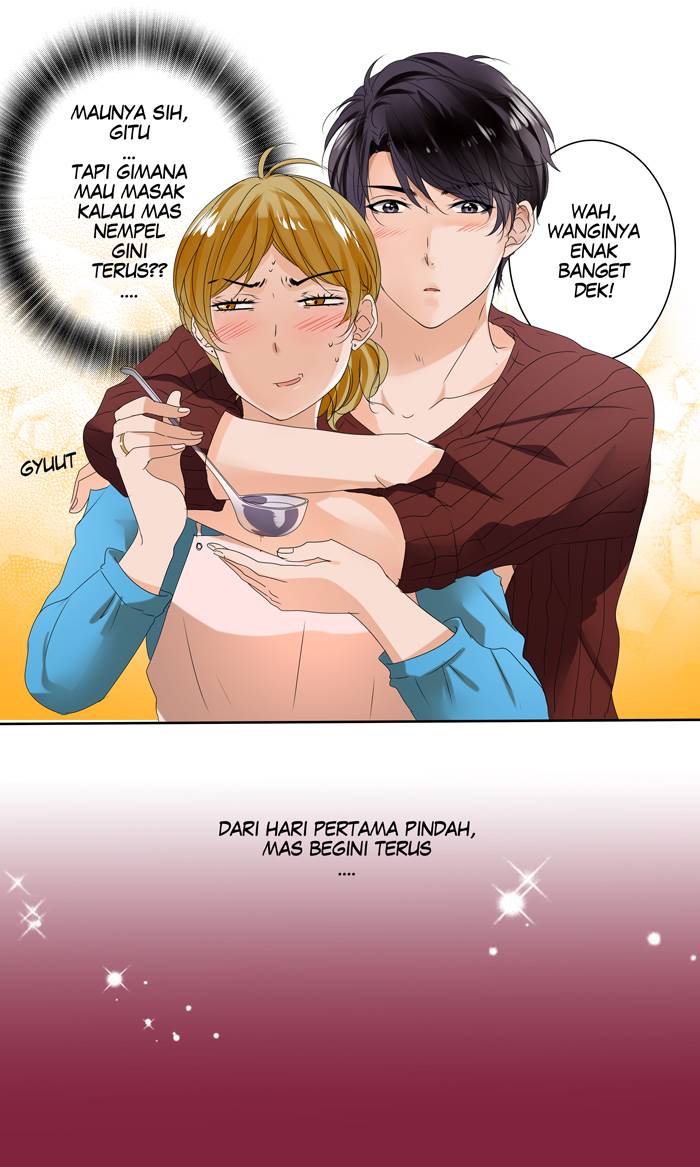 MAUNYA SIH,
GITU
...
TAPI GIMANA
MAU MASAK
KALAU MAS
NEMPEL
GINI
TERUS??
....
WAH,
WANGINYA
ENAK
BANGET
DEK!
GYUUT
DARI HARI PERTAMA PINDAH,
MAS BEGINI TERUS
....